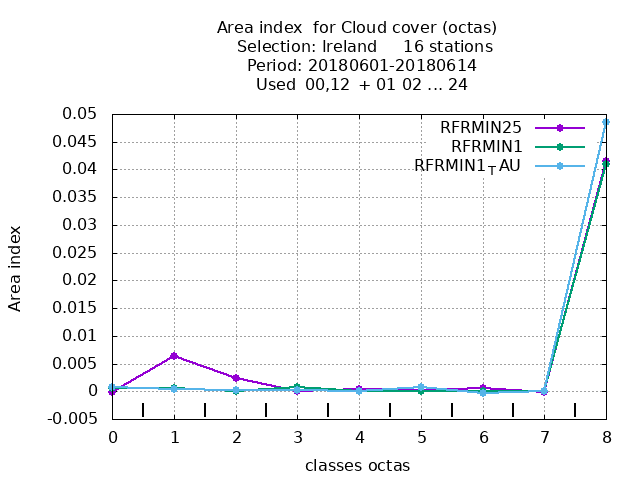 Area index  for Cloud cover (octas)
Selection: Ireland     16 stations
Period: 20180601-20180614
Used  00,12  + 01 02 ... 24
RFRMIN25
RFRMIN1
RFRMIN1TAU
Area index
0.05
0.045
0.04
0.035
0.03
0.025
0.02
0.015
0.01
0.005
0
-0.005
0 1 2 3 4 5 6 7 8
classes octas